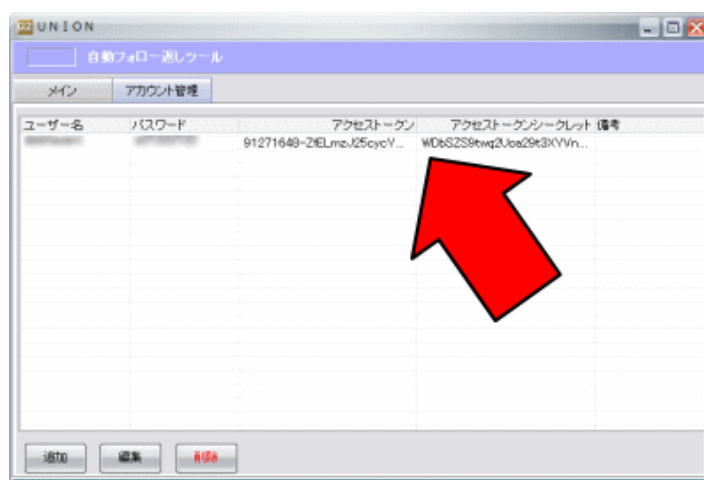 UNION
自動フォロー返しツール
メイン アカウント管理
ユーザー名 パスワード アクセストークン アクセストークンシークレット 備考
追加 編集 削除